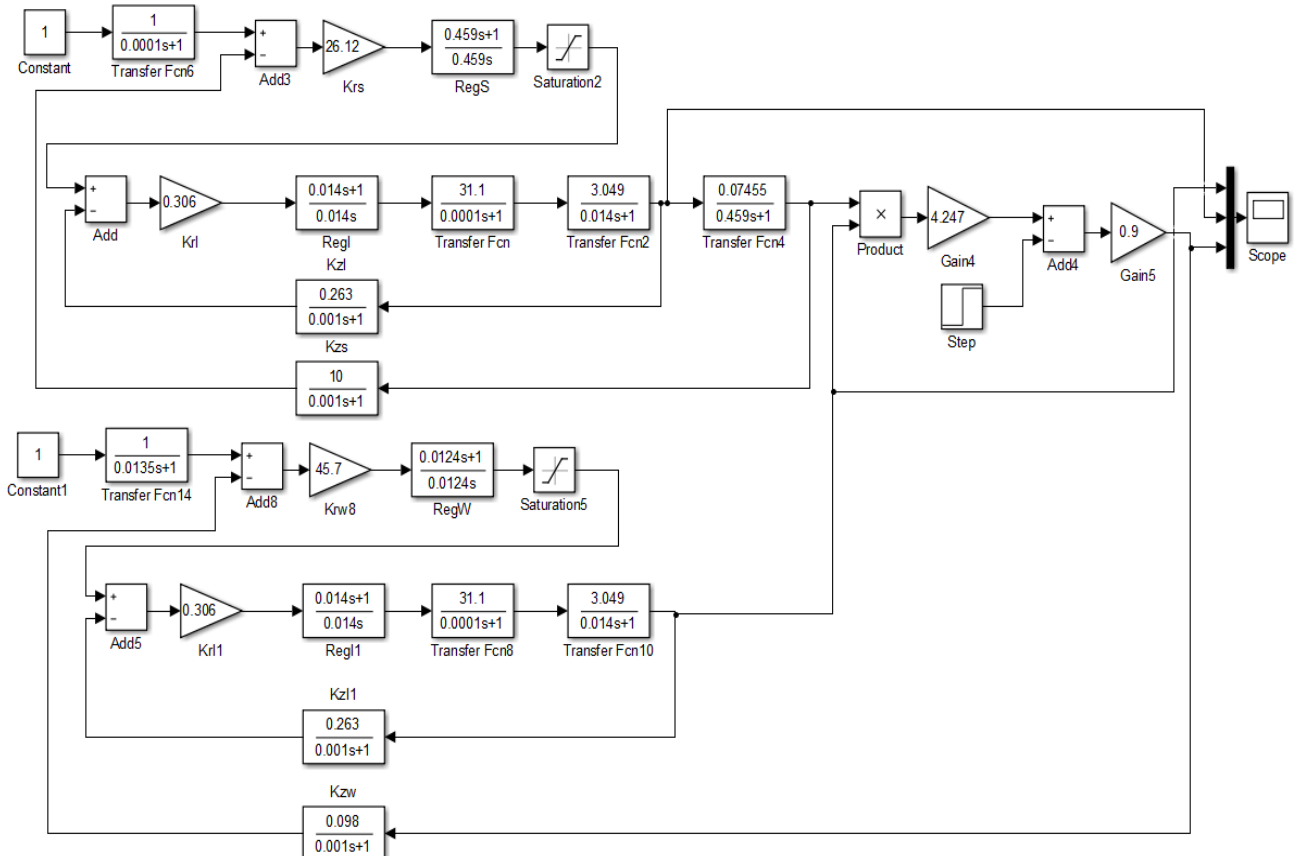 1
Constant
1
0.0001s+1
Transfer Fcn6
+
−
Add3
26.12
Krs
0.459s+1
0.459s
RegS
Saturation2
+
−
Add
0.306
Krl
0.014s+1
0.014s
Regl
31.1
0.0001s+1
Transfer Fcn
3.049
0.014s+1
Transfer Fcn2
0.07455
0.459s+1
Transfer Fcn4
×
Product
4.247
Gain4
+
−
Add4
0.9
Gain5
Scope
Step
Kzl
0.263
0.001s+1
Kzs
10
0.001s+1
1
Constant1
1
0.0135s+1
Transfer Fcn14
+
−
Add8
45.7
Krw8
0.0124s+1
0.0124s
RegW
Saturation5
+
−
Add5
0.306
Krl1
0.014s+1
0.014s
Regl1
31.1
0.0001s+1
Transfer Fcn8
3.049
0.014s+1
Transfer Fcn10
Kzl1
0.263
0.001s+1
Kzw
0.098
0.001s+1